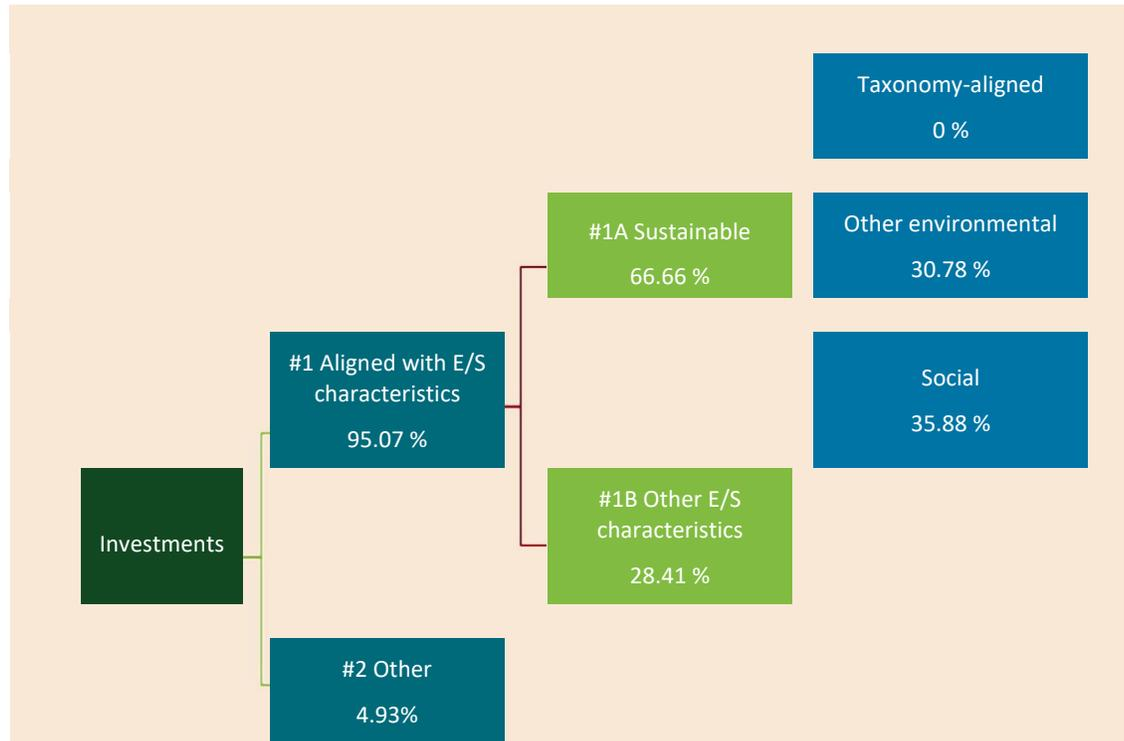 Taxonomy-aligned
0 %
#1A Sustainable
66.66 %
Other environmental
30.78 %
#1 Aligned with E/S
characteristics
95.07 %
Social
35.88 %
Investments
#1B Other E/S
characteristics
28.41 %
#2 Other
4.93%